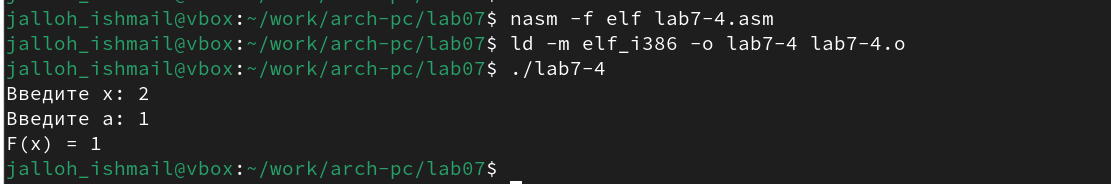 jalloh_ishmail@vbox:~/work/arch-pc/lab07$ nasm -f elf lab7-4.asm
jalloh_ishmail@vbox:~/work/arch-pc/lab07$ ld -m elf_i386 -o lab7-4 lab7-4.o
jalloh_ishmail@vbox:~/work/arch-pc/lab07$ ./lab7-4
Введите x: 2
Введите a: 1
F(x) = 1
jalloh_ishmail@vbox:~/work/arch-pc/lab07$